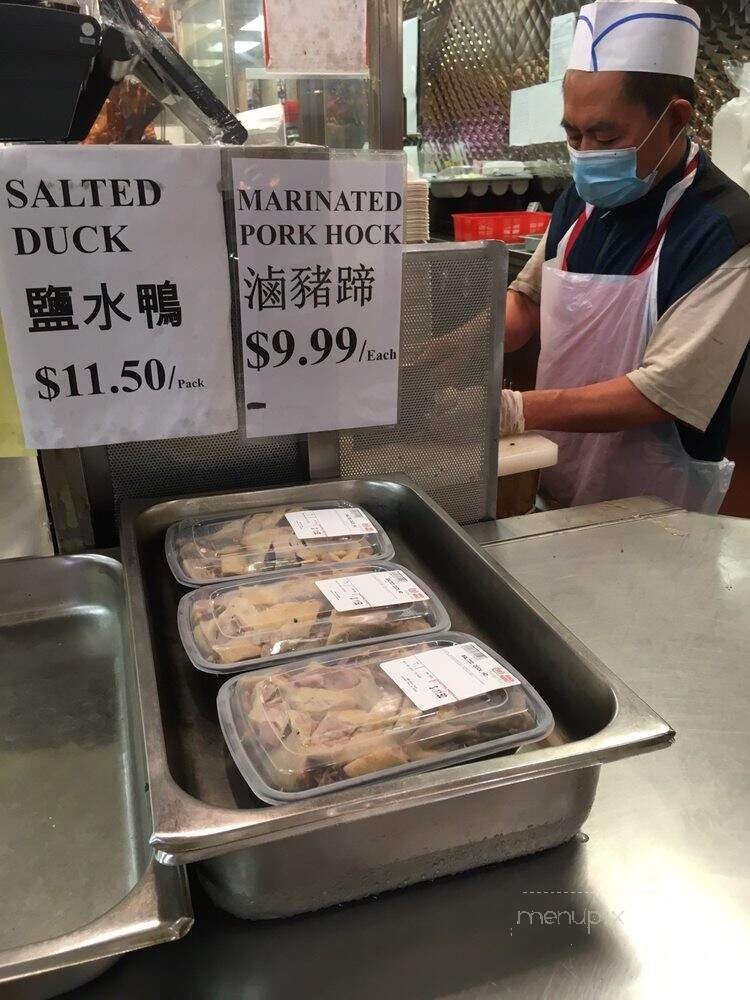 SALTED
DUCK
鹽水鴨
$11.50/Pack
MARINATED
PORK HOCK
滷豬蹄
$9.99/Each
menupix